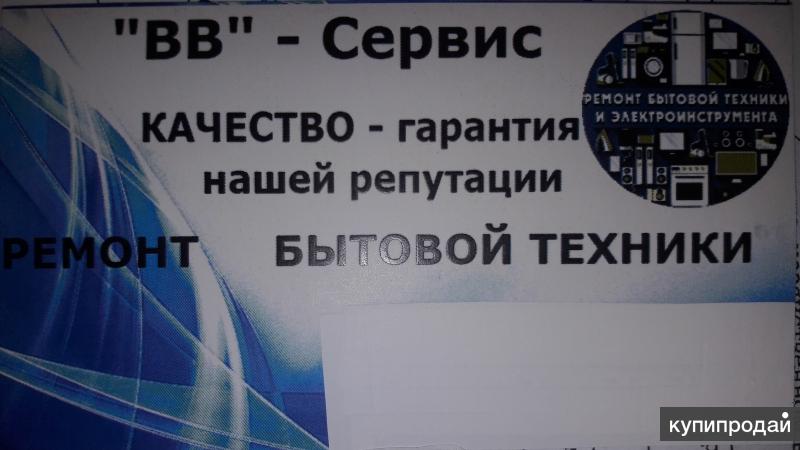 "ВВ" - Сервис
РЕМОНТ БЫТОВОЙ ТЕХНИКИ
И ЭЛЕКТРОИНСТРУМЕНТА
КАЧЕСТВО - гарантия
нашей репутации
РЕМОНТ БЫТОВОЙ ТЕХНИКИ
купипродай